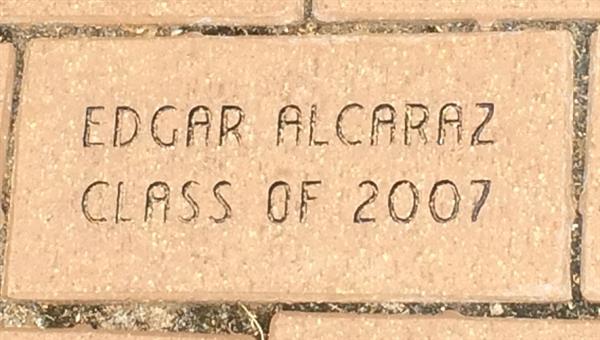 EDGAR ALCARAZ
CLASS OF 2007